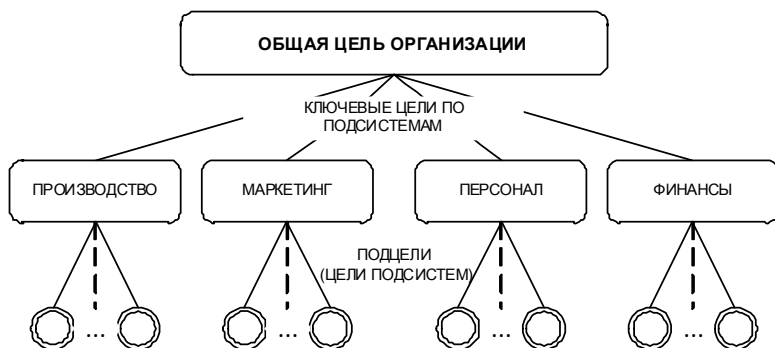 ОБЩАЯ ЦЕЛЬ ОРГАНИЗАЦИИ
КЛЮЧЕВЫЕ ЦЕЛИ ПО
ПОДСИСТЕМАМ
ПРОИЗВОДСТВО
МАРКЕТИНГ
ПЕРСОНАЛ
ФИНАНСЫ
ПОДЦЕЛИ
(ЦЕЛИ ПОДСИСТЕМ)
... ... ... ...